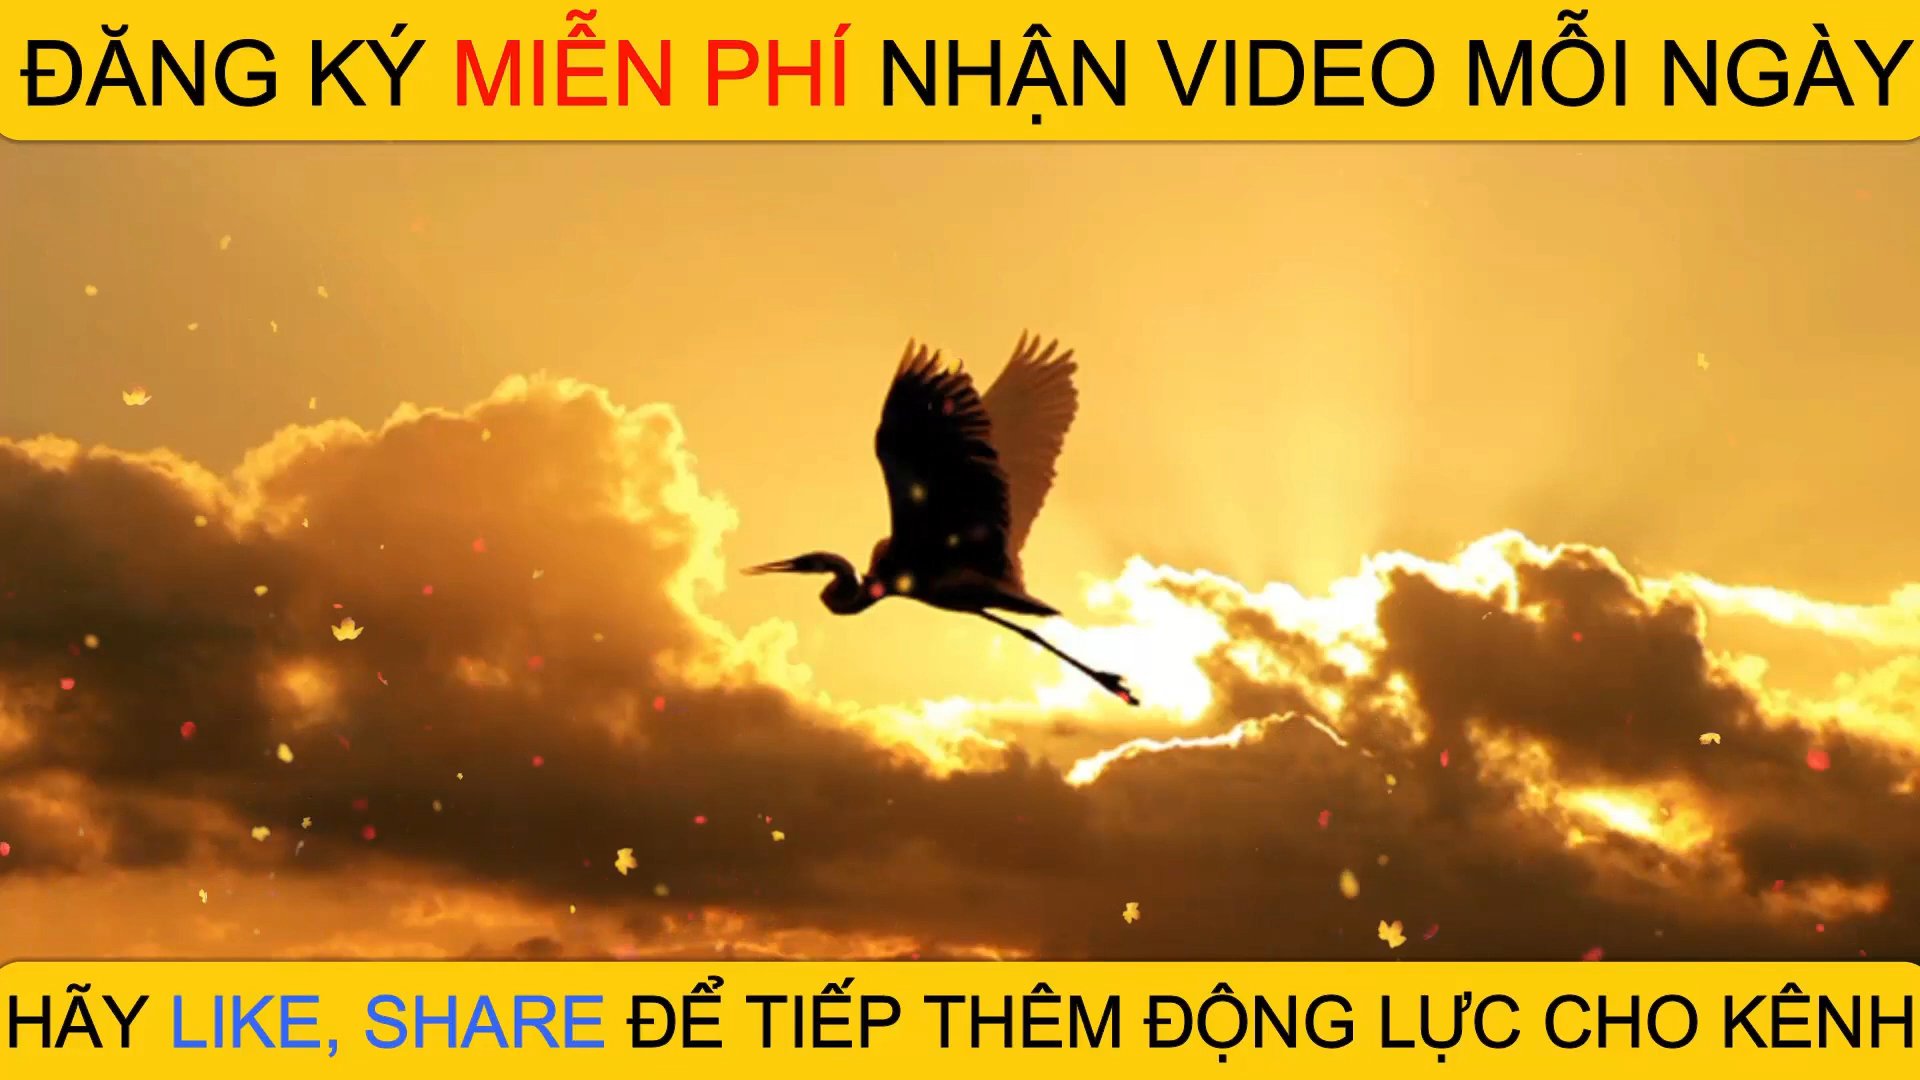 ĐĂNG KÝ MIỄN PHÍ NHẬN VIDEO MỖI NGÀY
HÃY LIKE, SHARE ĐỂ TIẾP THÊM ĐỘNG LỰC CHO KÊNH